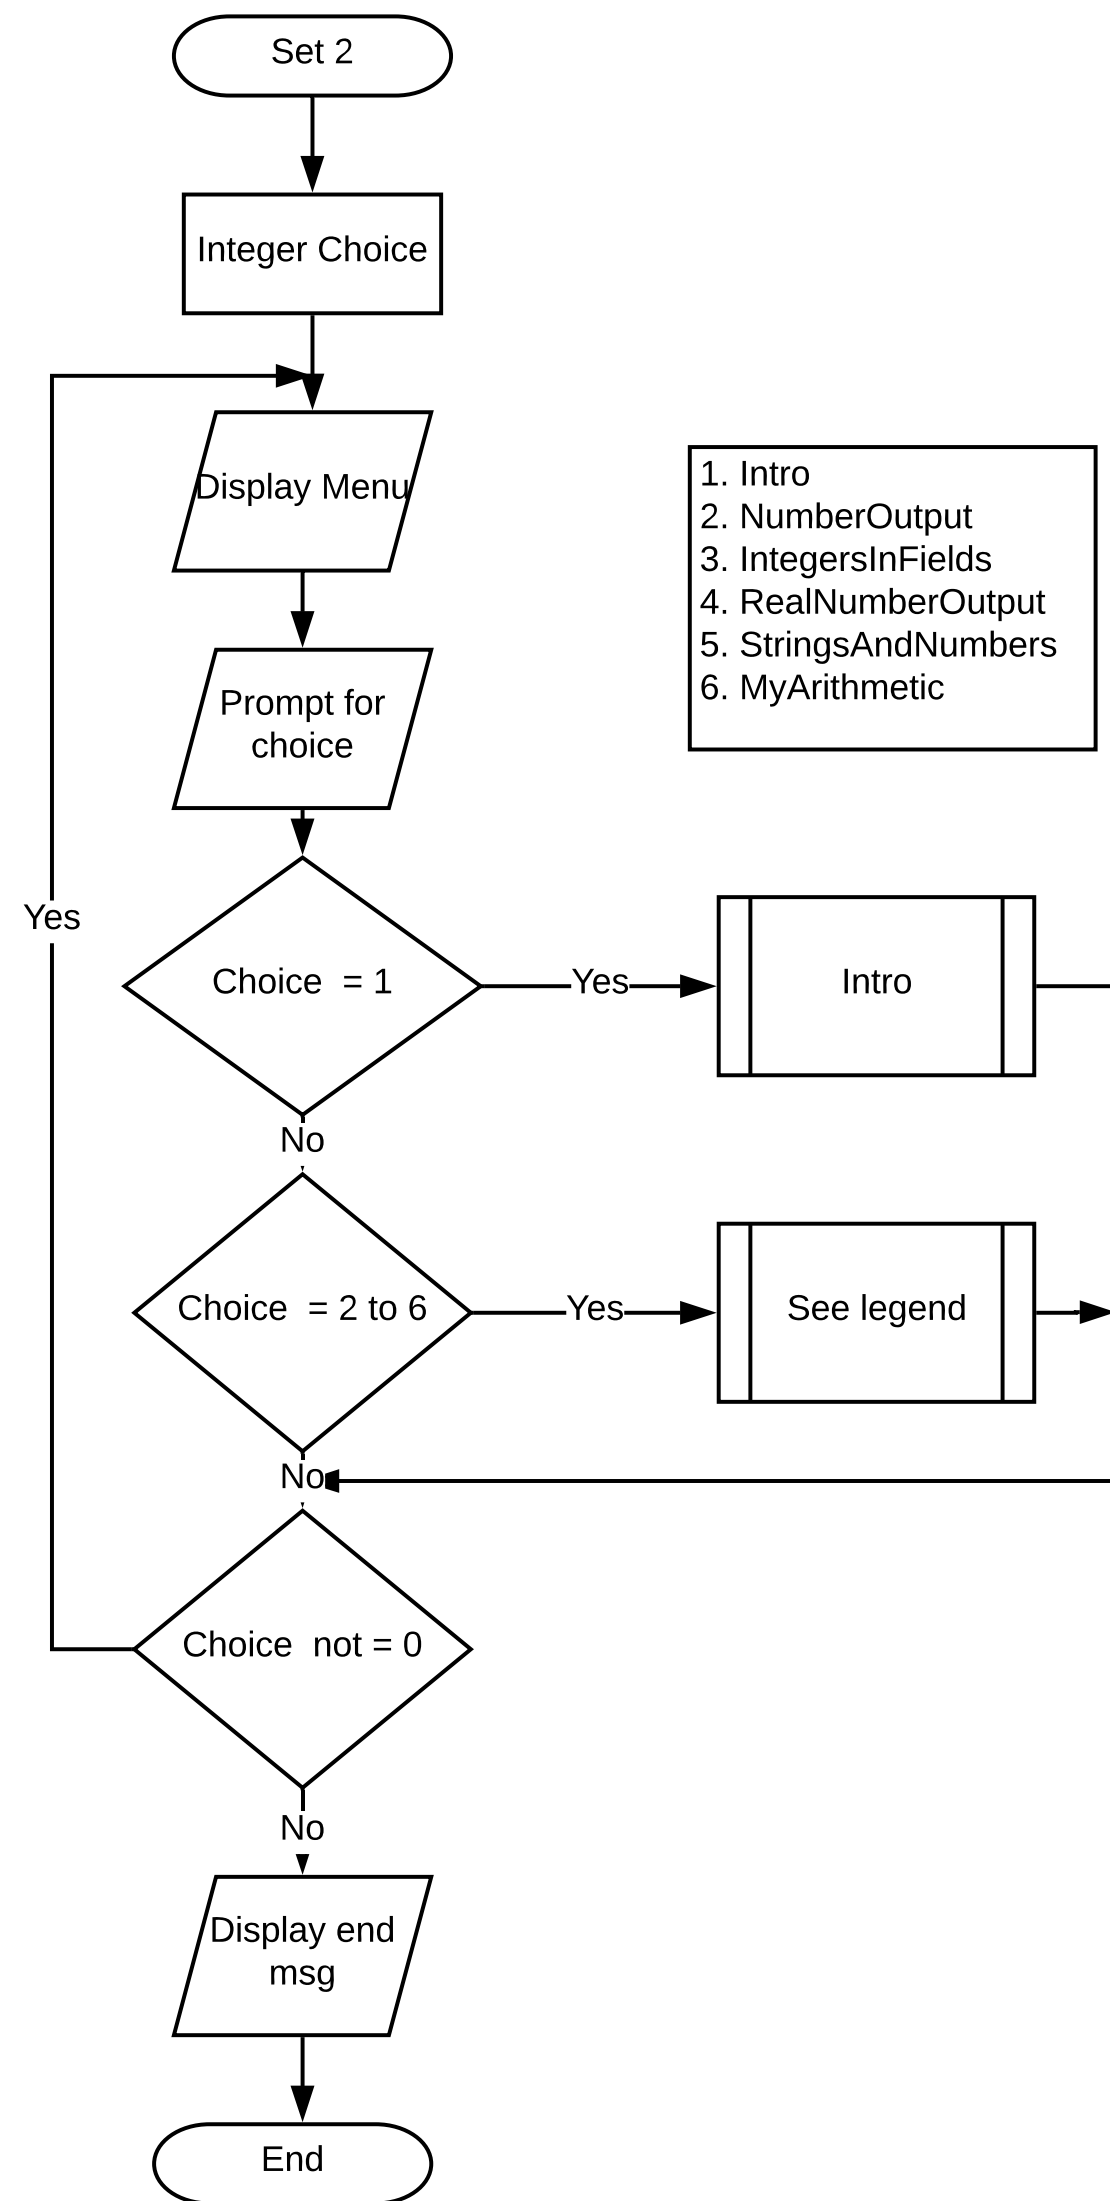 Set 2
Integer Choice
Display Menu
1. Intro
2. NumberOutput
3. IntegersInFields
4. RealNumberOutput
5. StringsAndNumbers
6. MyArithmetic
Prompt for
choice
Yes
Choice = 1
Yes
Intro
No
Choice = 2 to 6
Yes
See legend
No
Choice not = 0
No
Display end
msg
End